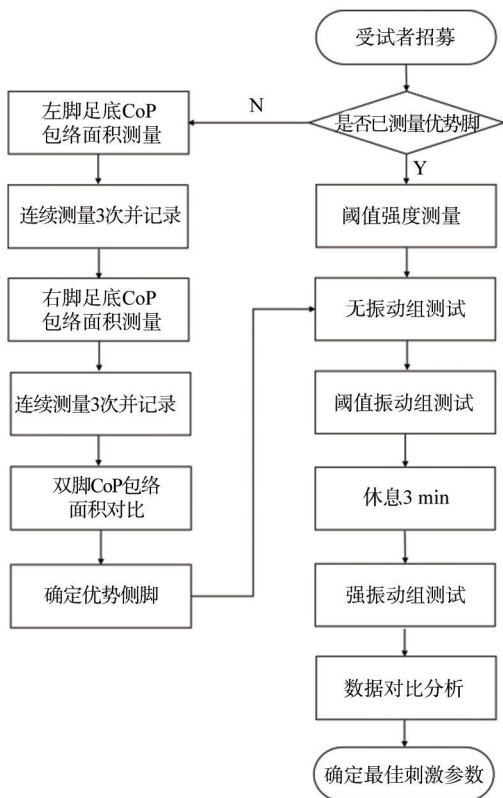 受试者招募
是否已测量优势脚
N
Y
左脚足底CoP
包络面积测量
连续测量3次并记录
右脚足底CoP
包络面积测量
连续测量3次并记录
双脚CoP包络
面积对比
确定优势侧脚
阈值强度测量
无振动组测试
阈值振动组测试
休息3 min
强振动组测试
数据对比分析
确定最佳刺激参数